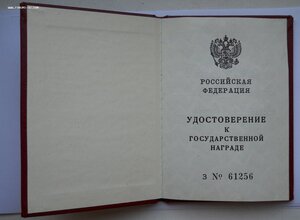 РОССИЙСКАЯ
ФЕДЕРАЦИЯ
УДОСТОВЕРЕНИЕ
К
ГОСУДАРСТВЕННОЙ
НАГРАДЕ
З № 61256